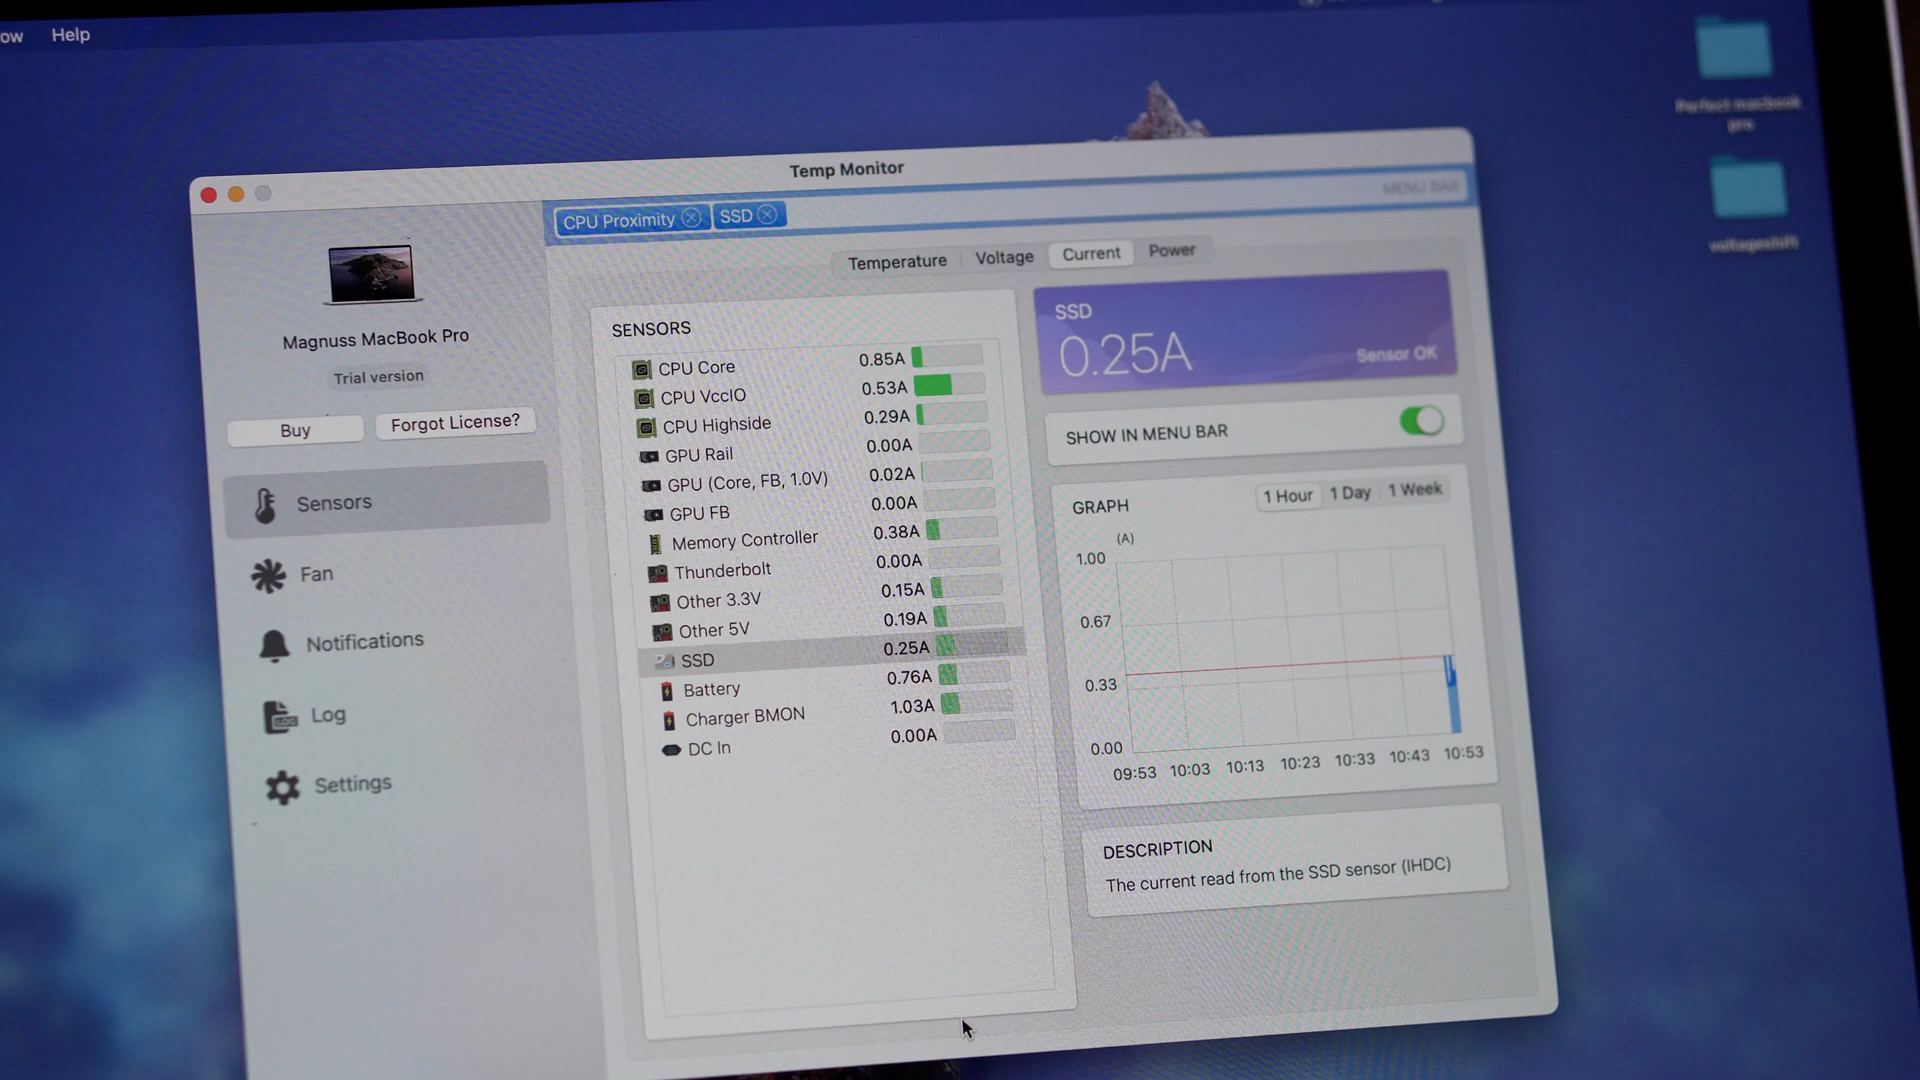 ow Help
Perfect macbook
pro
voltageshift
Temp Monitor
MENU BAR
CPU Proximity SSD
Temperature Voltage Current Power
Magnuss MacBook Pro
Trial version
Buy Forgot License?
Sensors
Fan
Notifications
Log
Settings
SENSORS
CPU Core 0.85A
CPU VccIO 0.53A
CPU Highside 0.29A
GPU Rail 0.00A
GPU (Core, FB, 1.0V) 0.02A
GPU FB 0.00A
Memory Controller 0.38A
Thunderbolt 0.00A
Other 3.3V 0.15A
Other 5V 0.19A
SSD 0.25A
Battery 0.76A
Charger BMON 1.03A
DC In 0.00A
SSD
0.25A
Sensor OK
SHOW IN MENU BAR
GRAPH 1 Hour 1 Day 1 Week
(A)
1.00
0.67
0.33
0.00
09:53 10:03 10:13 10:23 10:33 10:43 10:53
DESCRIPTION
The current read from the SSD sensor (IHDC)